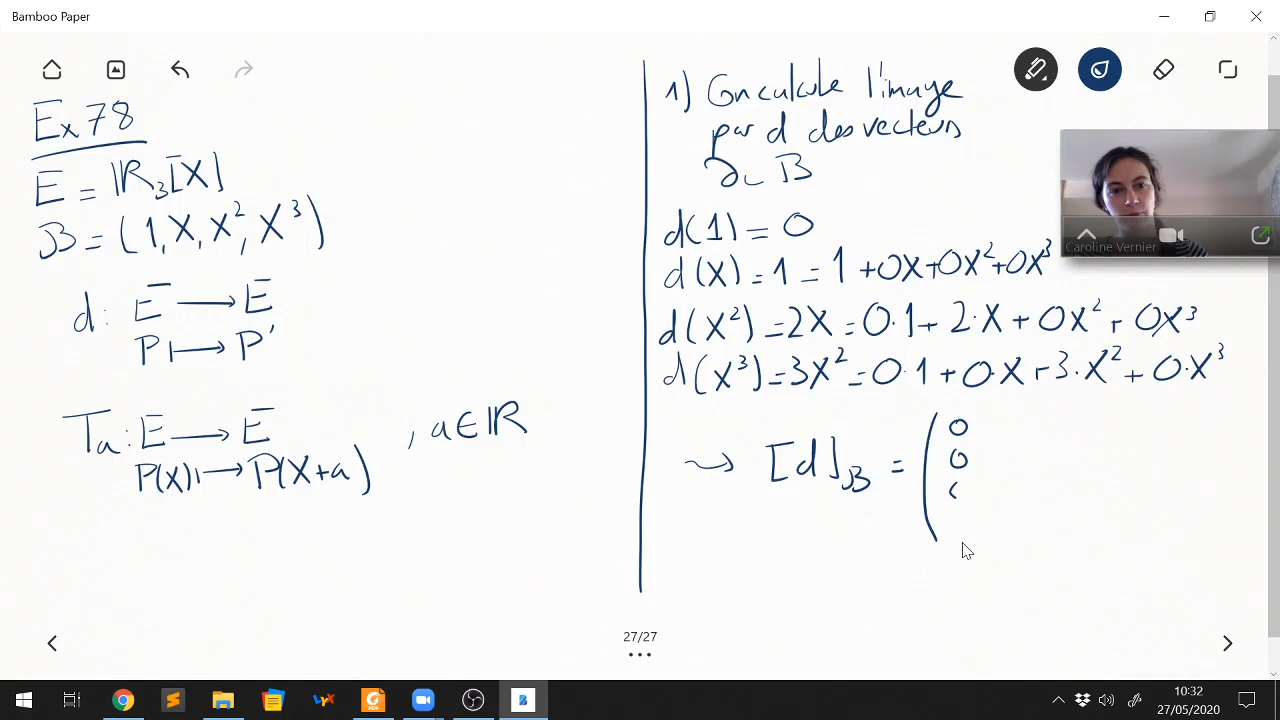 Bamboo Paper
Ex 78
E = ℝ₃[X]
B = (1, X, X², X³)
d: E ⟶ E
P ⟼ P'
Tₐ: E ⟶ E , a ∈ ℝ
P(X) ⟼ P(X+a)
1) On calcule l'image
par d des vecteurs
de B
d(1) = 0
d(X) = 1 = 1 + 0X + 0X² + 0X³
d(X²) = 2X = 0·1 + 2·X + 0X² + 0X³
d(X³) = 3X² = 0·1 + 0·X + 3·X² + 0·X³
⤳ [d]_B = ( 0
0
Caroline Vernier
27/27
10:32
27/05/2020